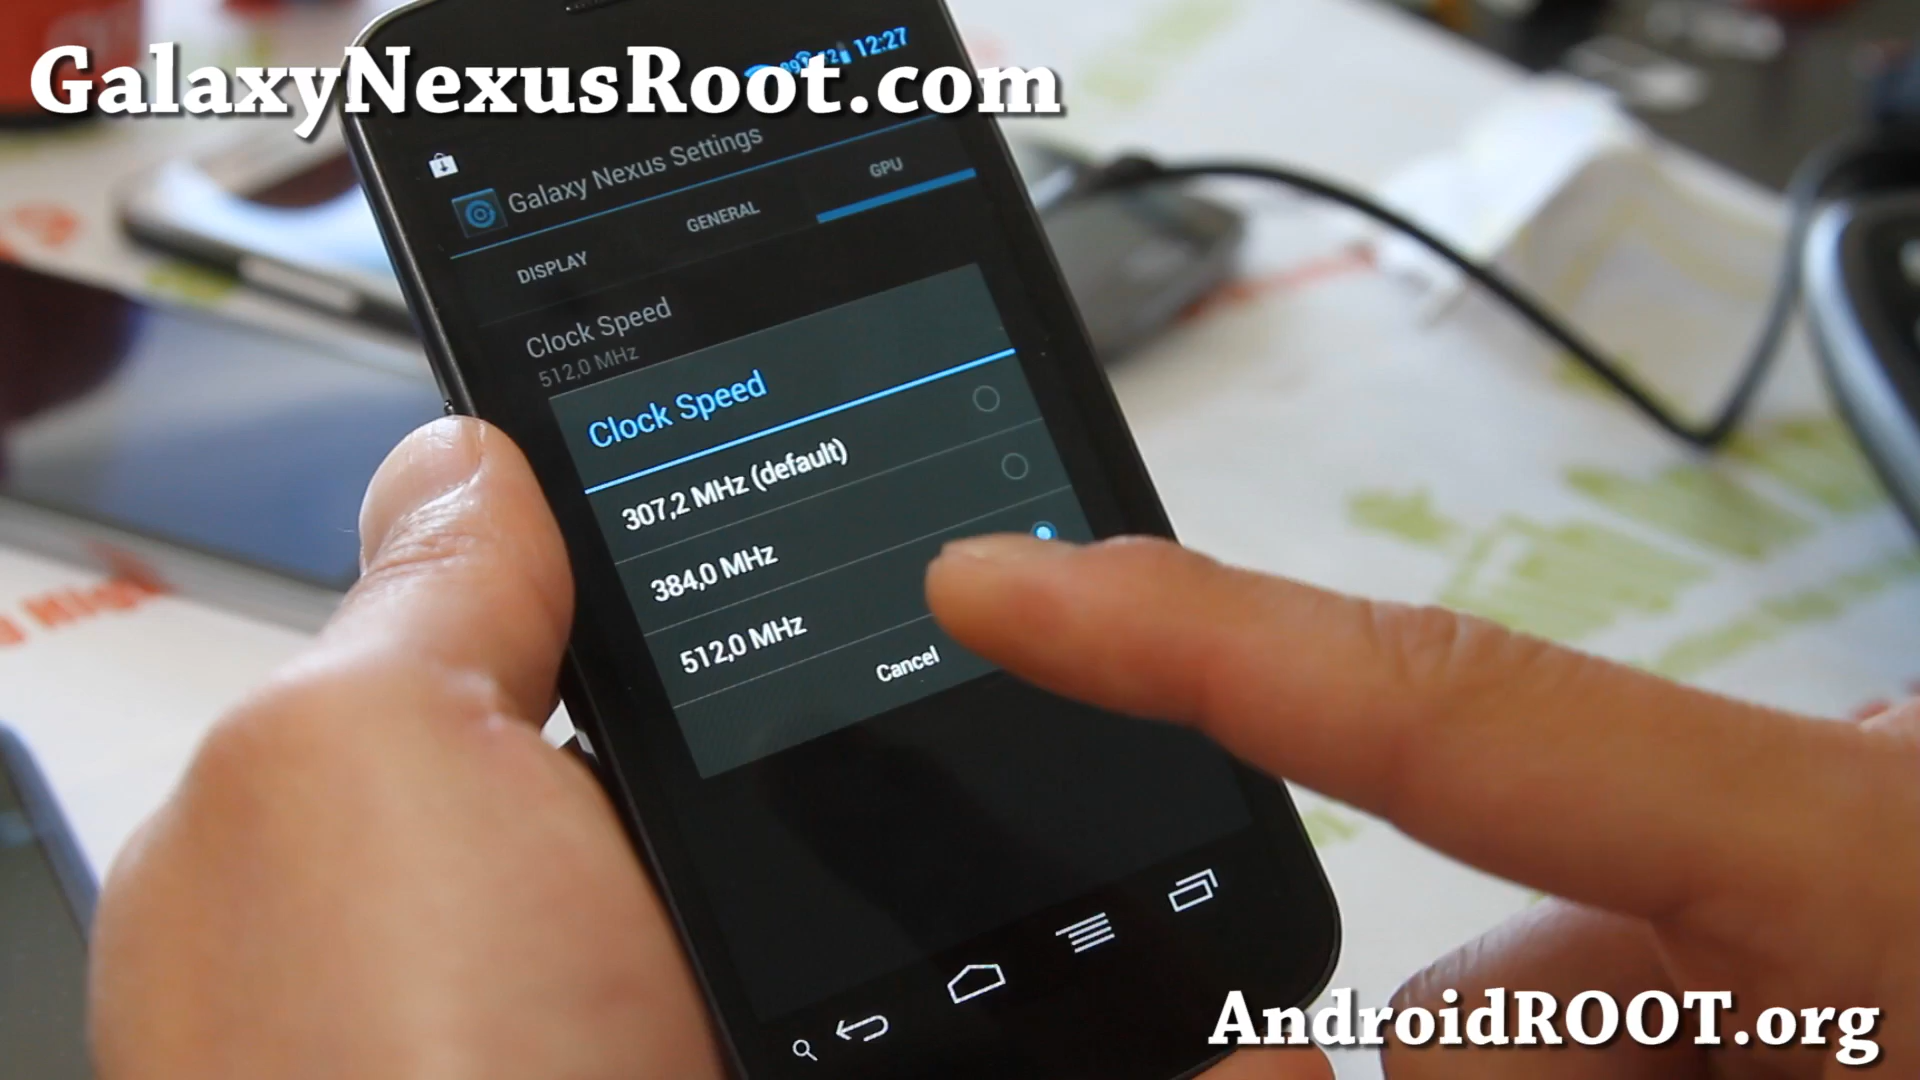 GalaxyNexusRoot.com
12:27
Galaxy Nexus Settings
DISPLAY GENERAL GPU
Clock Speed
512,0 MHz
Clock Speed
307,2 MHz (default)
384,0 MHz
512,0 MHz
Cancel
AndroidROOT.org